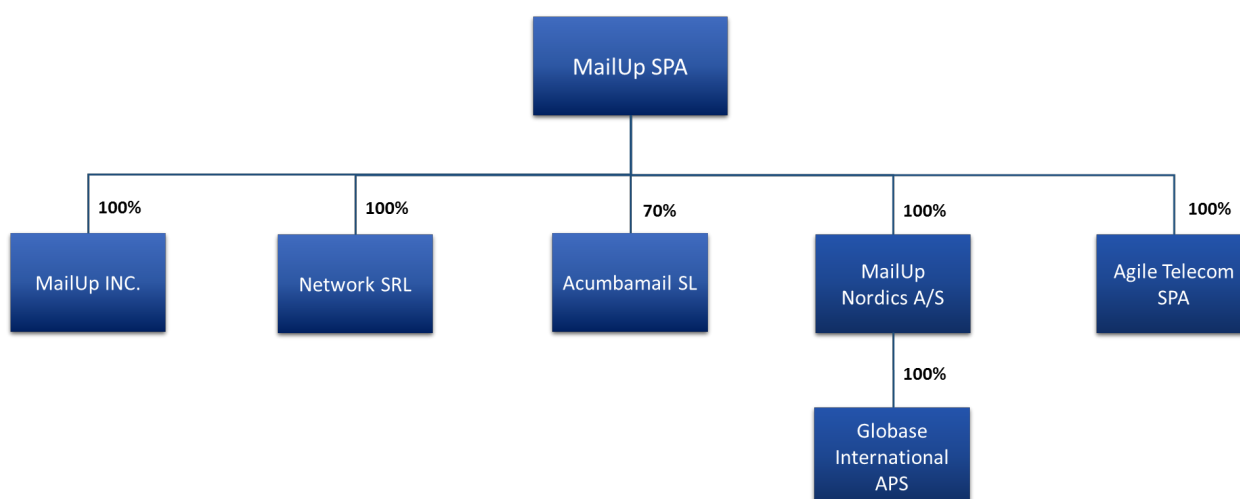 MailUp SPA
100%
100%
70%
100%
100%
MailUp INC.
Network SRL
Acumbamail SL
MailUp
Nordics A/S
Agile Telecom
SPA
100%
Globase
International
APS